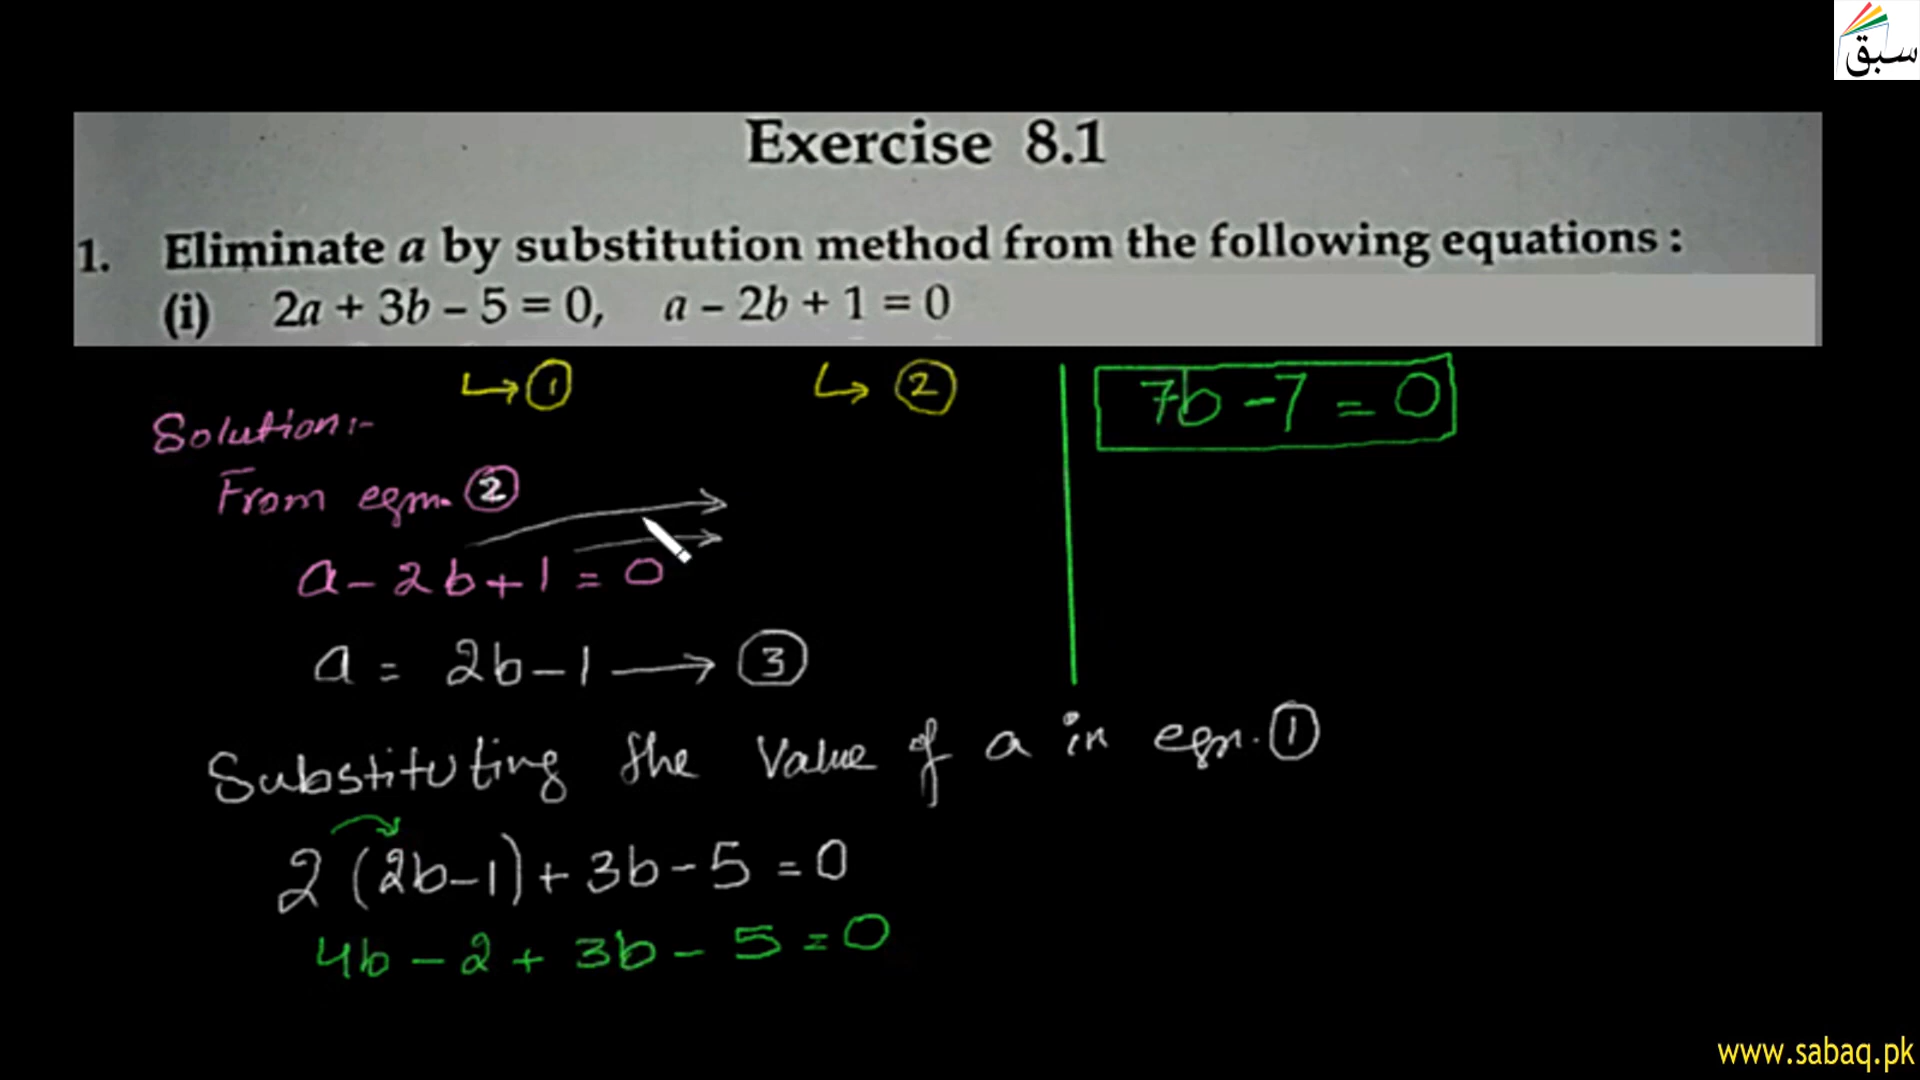 سبق
Exercise 8.1
1. Eliminate a by substitution method from the following equations :
(i) 2a + 3b – 5 = 0, a – 2b + 1 = 0
↳ ① ↳ ②
Solution:-
From eqn. ②
a - 2b + 1 = 0
a = 2b - 1 → ③
Substituting the Value of a in eqn. ①
2 (2b-1) + 3b - 5 = 0
4b - 2 + 3b - 5 = 0
7b - 7 = 0
www.sabaq.pk